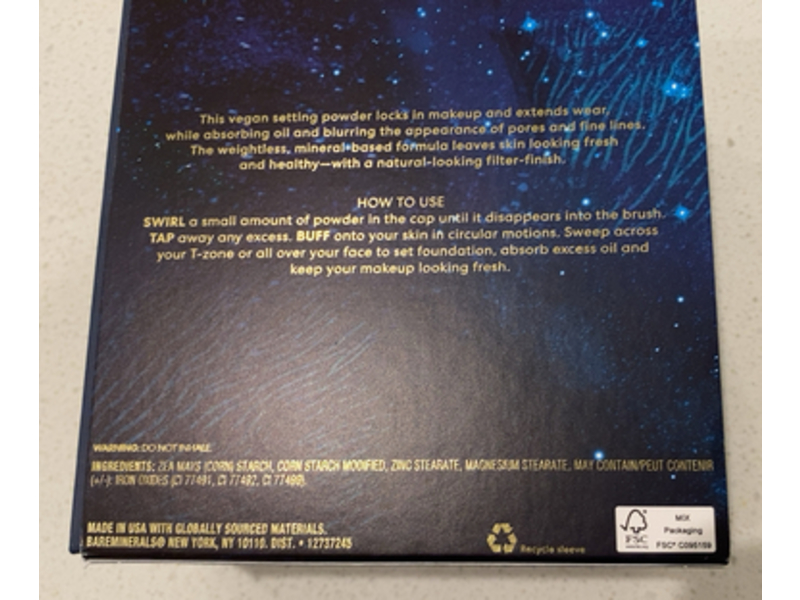 This vegan setting powder locks in makeup and extends wear,
while absorbing oil and blurring the appearance of pores and fine lines.
The weightless, mineral-based formula leaves skin looking fresh
and healthy—with a natural-looking filter-finish.
HOW TO USE
SWIRL a small amount of powder in the cap until it disappears into the brush.
TAP away any excess. BUFF onto your skin in circular motions. Sweep across
your T-zone or all over your face to set foundation, absorb excess oil and
keep your makeup looking fresh.
WARNING: DO NOT INHALE.
INGREDIENTS: ZEA MAYS (CORN) STARCH, CORN STARCH MODIFIED, ZINC STEARATE, MAGNESIUM STEARATE, MAY CONTAIN/PEUT CONTENIR
(+/-): IRON OXIDES (CI 77491, CI 77492, CI 77499).
MADE IN USA WITH GLOBALLY SOURCED MATERIALS.
BAREMINERALS® NEW YORK, NY 10110. DIST. • 12737245
Recycle sleeve
FSC
MIX
Packaging
FSC® C095159